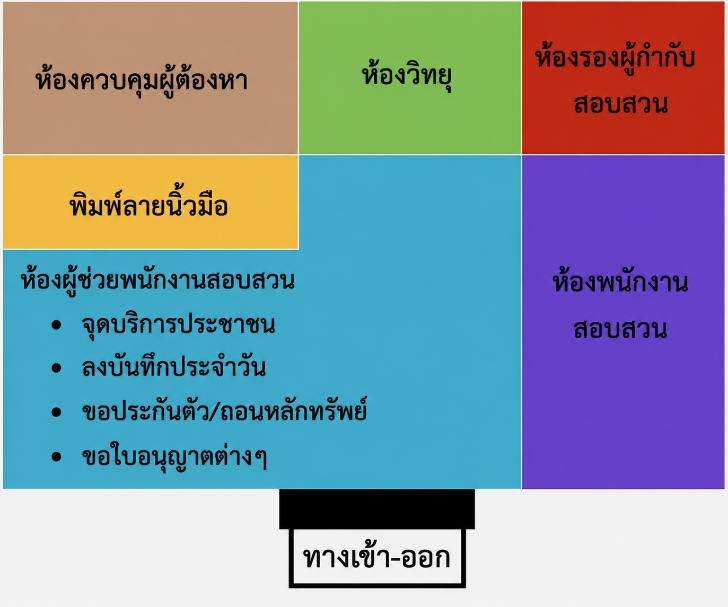 ห้องควบคุมผู้ต้องหา
ห้องวิทยุ
ห้องรองผู้กำกับ
สอบสวน
พิมพ์ลายนิ้วมือ
ห้องผู้ช่วยพนักงานสอบสวน
• จุดบริการประชาชน
• ลงบันทึกประจำวัน
• ขอประกันตัว/ถอนหลักทรัพย์
• ขอใบอนุญาตต่างๆ
ห้องพนักงาน
สอบสวน
ทางเข้า-ออก